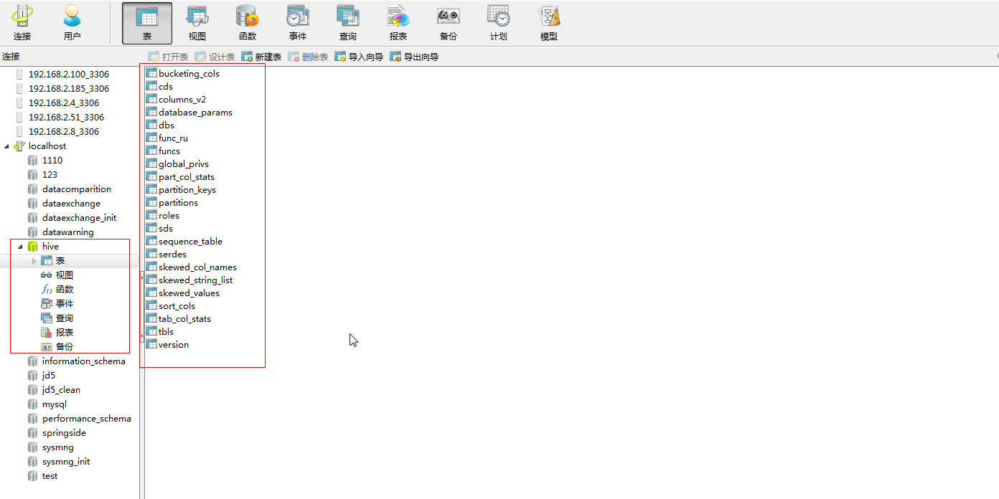 连接 用户 表 视图 函数 事件 查询 报表 备份 计划 模型
连接 打开表 设计表 新建表 删除表 导入向导 导出向导
192.168.2.100_3306
192.168.2.185_3306
192.168.2.4_3306
192.168.2.51_3306
192.168.2.8_3306
localhost
1110
123
datacomparition
dataexchange
dataexchange_init
datawarning
hive
表
视图
函数
事件
查询
报表
备份
information_schema
jd5
jd5_clean
mysql
performance_schema
springside
sysmng
sysmng_init
test
bucketing_cols
cds
columns_v2
database_params
dbs
func_ru
funcs
global_privs
part_col_stats
partition_keys
partitions
roles
sds
sequence_table
serdes
skewed_col_names
skewed_string_list
skewed_values
sort_cols
tab_col_stats
tbls
version